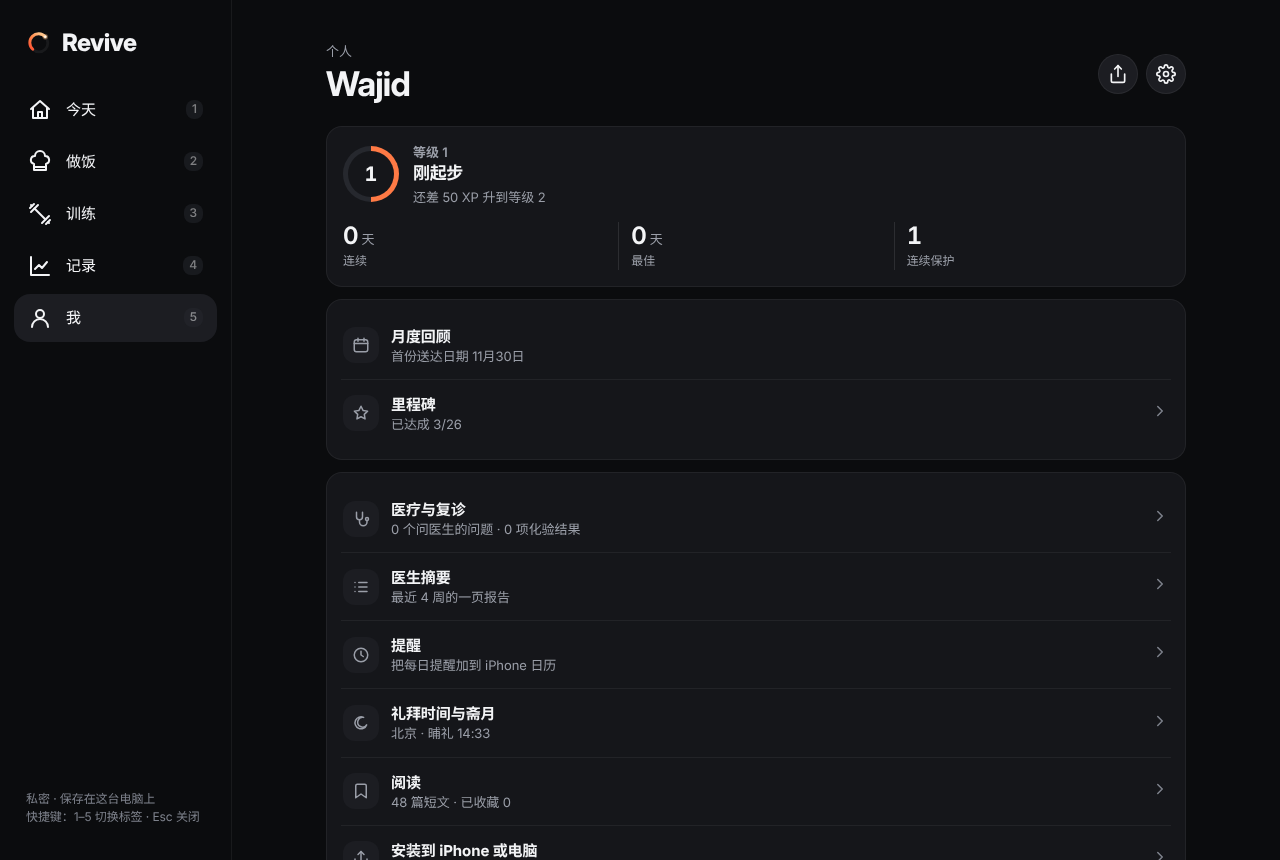 Revive
今天 1
做饭 2
训练 3
记录 4
我 5
私密 · 保存在这台电脑上
快捷键：1–5 切换标签 · Esc 关闭
个人
Wajid
1
等级 1
刚起步
还差 50 XP 升到等级 2
0 天
连续
0 天
最佳
1
连续保护
月度回顾
首份送达日期 11月30日
里程碑
已达成 3/26
医疗与复诊
0 个问医生的问题 · 0 项化验结果
医生摘要
最近 4 周的一页报告
提醒
把每日提醒加到 iPhone 日历
礼拜时间与斋月
北京 · 晡礼 14:33
阅读
48 篇短文 · 已收藏 0
安装到 iPhone 或电脑